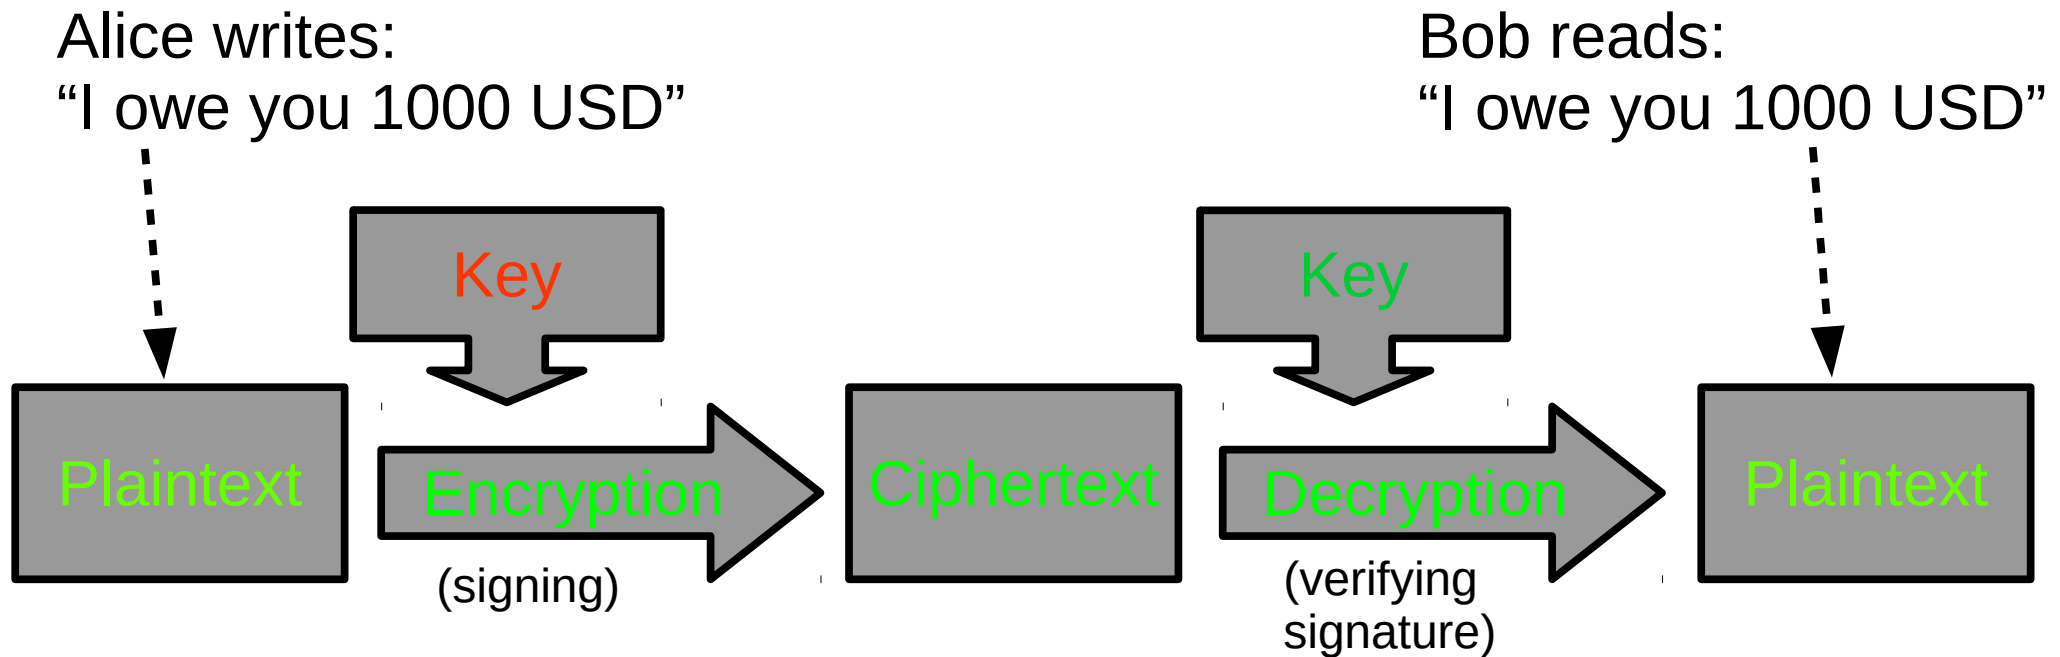 Alice writes:
“I owe you 1000 USD”
Bob reads:
“I owe you 1000 USD”
Key
Key
Plaintext
Encryption
Ciphertext
Decryption
Plaintext
(signing)
(verifying
signature)